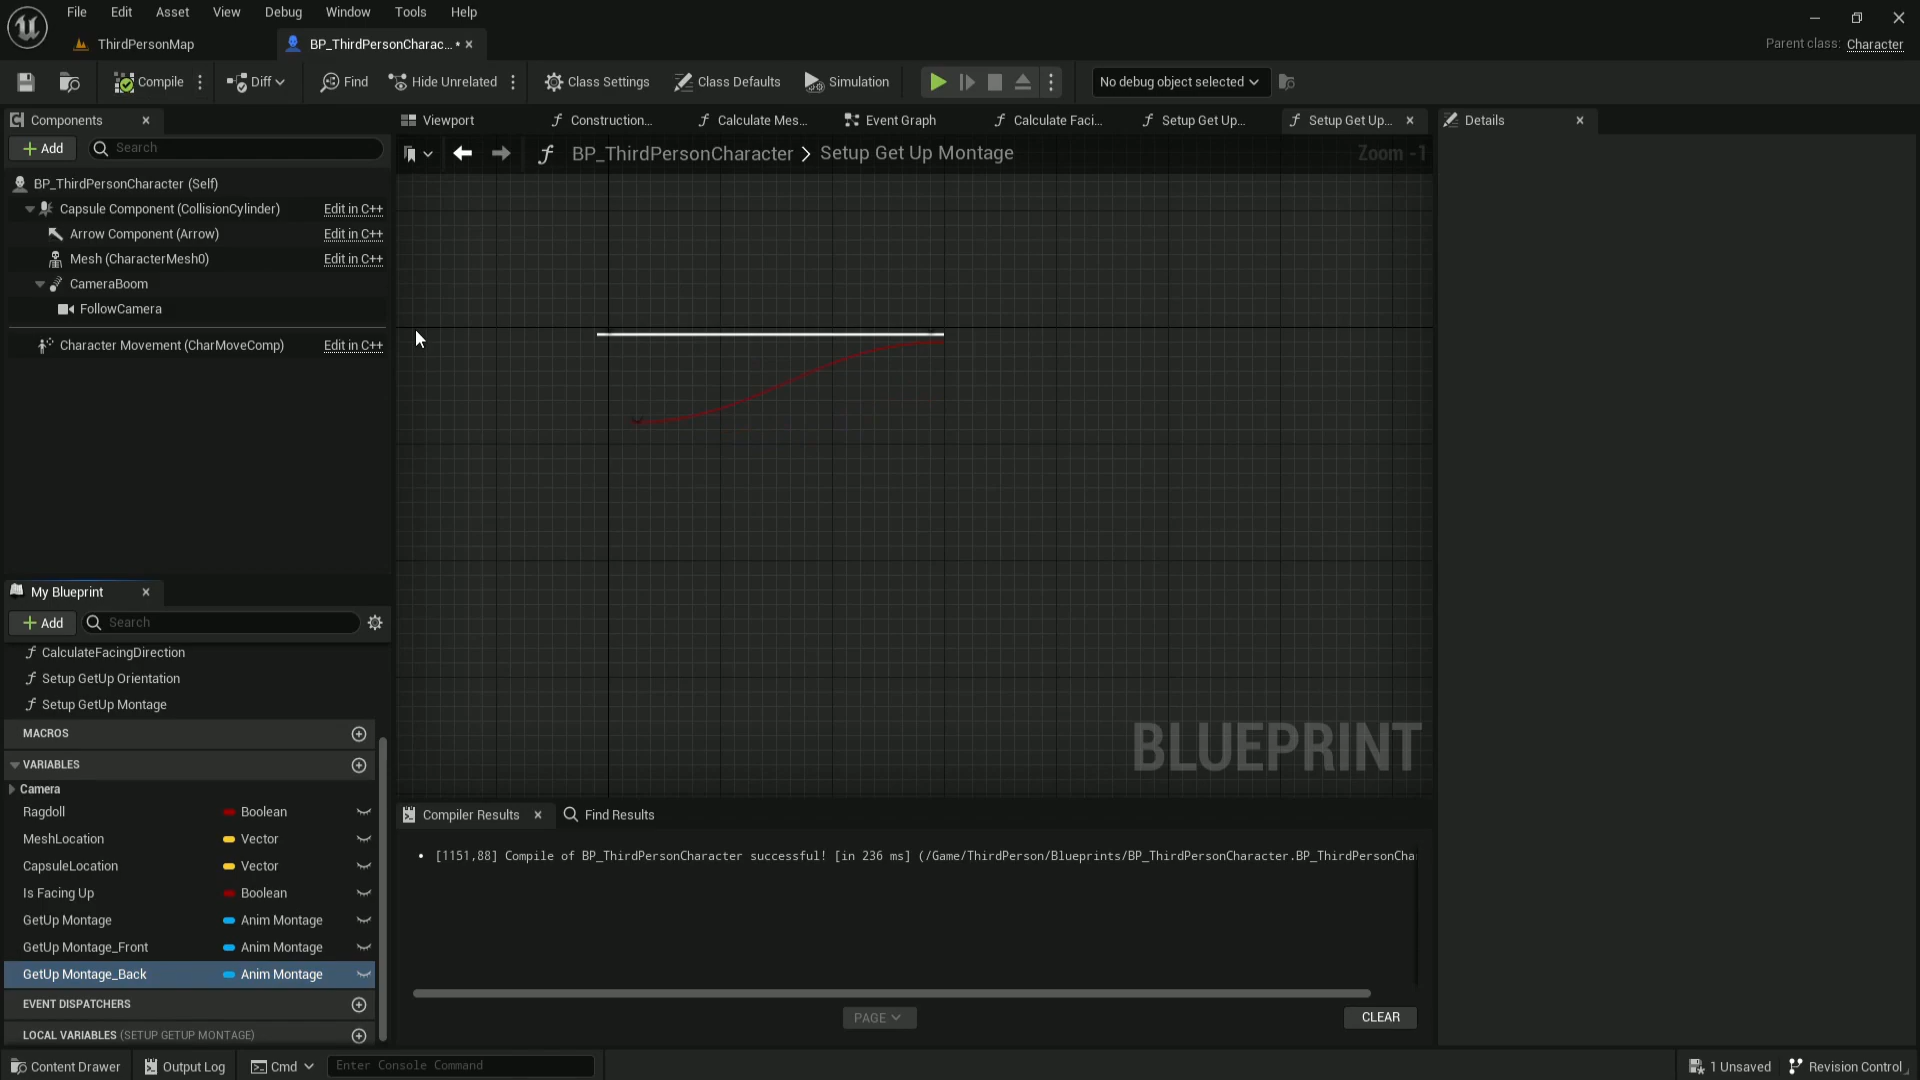 File Edit Asset View Debug Window Tools Help
ThirdPersonMap
BP_ThirdPersonCharac... •
Parent class: Character
Compile
Diff
Find
Hide Unrelated
Class Settings
Class Defaults
Simulation
No debug object selected
Components
Add
Search
BP_ThirdPersonCharacter (Self)
Capsule Component (CollisionCylinder) Edit in C++
Arrow Component (Arrow) Edit in C++
Mesh (CharacterMesh0) Edit in C++
CameraBoom
FollowCamera
Character Movement (CharMoveComp) Edit in C++
Viewport
Construction...
Calculate Mes...
Event Graph
Calculate Faci...
Setup Get Up...
Setup Get Up...
BP_ThirdPersonCharacter > Setup Get Up Montage
Zoom -1
BLUEPRINT
Details
My Blueprint
Add
Search
CalculateFacingDirection
Setup GetUp Orientation
Setup GetUp Montage
MACROS
VARIABLES
Camera
Ragdoll Boolean
MeshLocation Vector
CapsuleLocation Vector
Is Facing Up Boolean
GetUp Montage Anim Montage
GetUp Montage_Front Anim Montage
GetUp Montage_Back Anim Montage
EVENT DISPATCHERS
LOCAL VARIABLES (SETUP GETUP MONTAGE)
Compiler Results
Find Results
• [1151,88] Compile of BP_ThirdPersonCharacter successful! [in 236 ms] (/Game/ThirdPerson/Blueprints/BP_ThirdPersonCharacter.BP_ThirdPersonCha
PAGE
CLEAR
Content Drawer
Output Log
Cmd
Enter Console Command
1 Unsaved
Revision Control